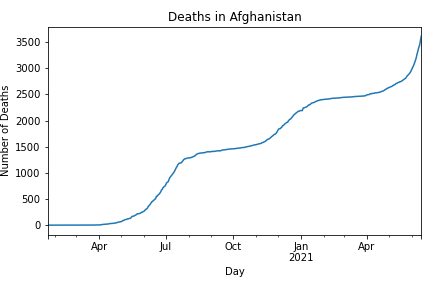 Deaths in Afghanistan
3500
3000
2500
2000
1500
1000
500
0
Number of Deaths
Apr
Jul
Oct
Jan
2021
Apr
Day